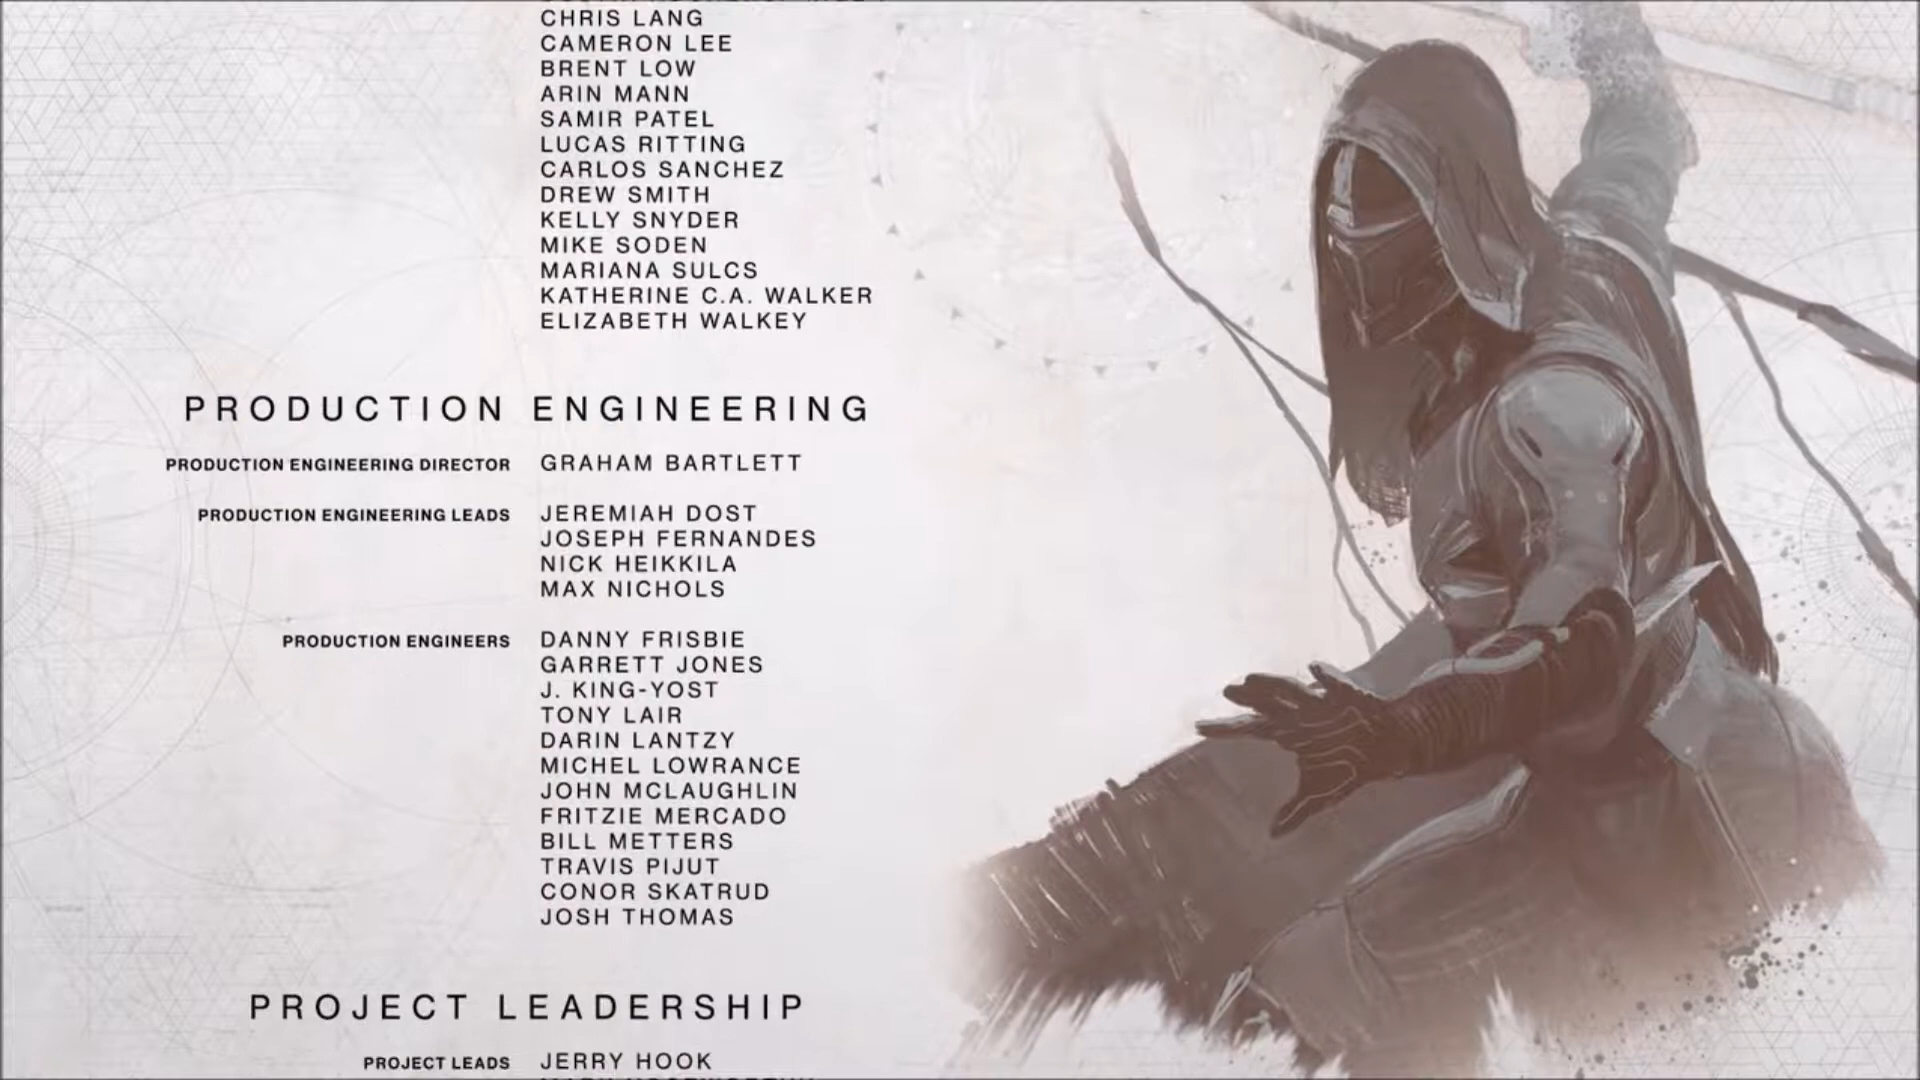 CHRIS LANG
CAMERON LEE
BRENT LOW
ARIN MANN
SAMIR PATEL
LUCAS RITTING
CARLOS SANCHEZ
DREW SMITH
KELLY SNYDER
MIKE SODEN
MARIANA SULCS
KATHERINE C.A. WALKER
ELIZABETH WALKEY
PRODUCTION ENGINEERING
PRODUCTION ENGINEERING DIRECTOR GRAHAM BARTLETT
PRODUCTION ENGINEERING LEADS JEREMIAH DOST
JOSEPH FERNANDES
NICK HEIKKILA
MAX NICHOLS
PRODUCTION ENGINEERS DANNY FRISBIE
GARRETT JONES
J. KING-YOST
TONY LAIR
DARIN LANTZY
MICHEL LOWRANCE
JOHN MCLAUGHLIN
FRITZIE MERCADO
BILL METTERS
TRAVIS PIJUT
CONOR SKATRUD
JOSH THOMAS
PROJECT LEADERSHIP
PROJECT LEADS JERRY HOOK